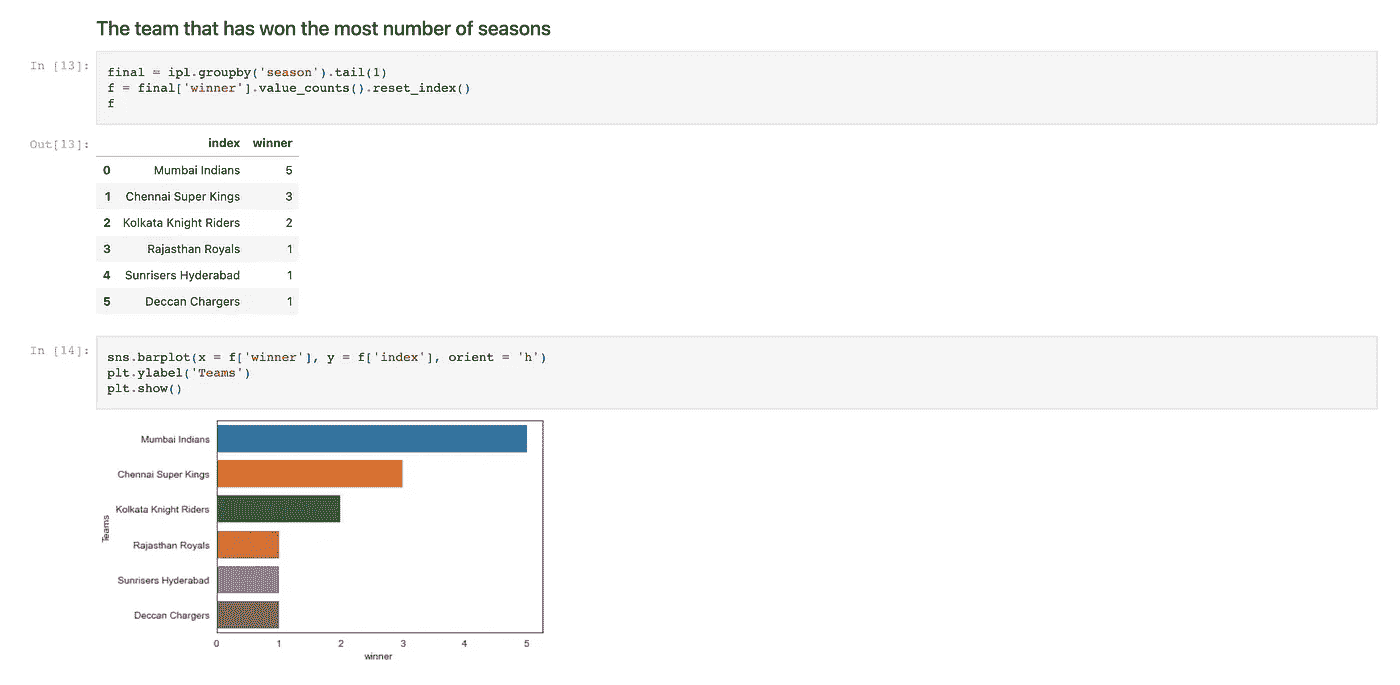 The team that has won the most number of seasons
In [13]:
final = ipl.groupby('season').tail(1)
f = final['winner'].value_counts().reset_index()
f
Out[13]:
index winner
0 Mumbai Indians 5
1 Chennai Super Kings 3
2 Kolkata Knight Riders 2
3 Rajasthan Royals 1
4 Sunrisers Hyderabad 1
5 Deccan Chargers 1
In [14]:
sns.barplot(x = f['winner'], y = f['index'], orient = 'h')
plt.ylabel('Teams')
plt.show()
Teams
Mumbai Indians
Chennai Super Kings
Kolkata Knight Riders
Rajasthan Royals
Sunrisers Hyderabad
Deccan Chargers
0 1 2 3 4 5
winner